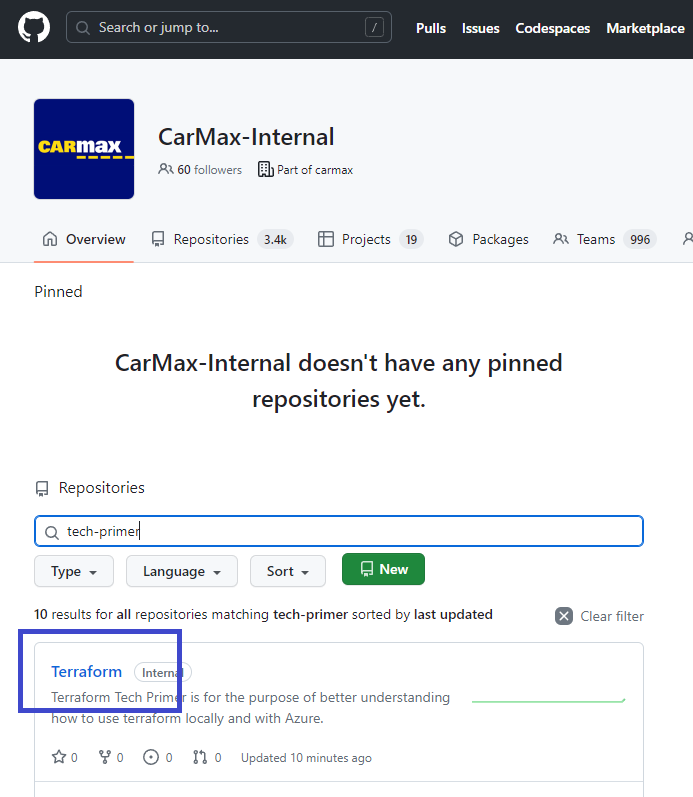 Search or jump to... / Pulls Issues Codespaces Marketplace
CARMAX
CarMax-Internal
60 followers Part of carmax
Overview Repositories 3.4k Projects 19 Packages Teams 996
Pinned
CarMax-Internal doesn't have any pinned
repositories yet.
Repositories
tech-primer
Type Language Sort New
10 results for all repositories matching tech-primer sorted by last updated Clear filter
Terraform Internal
Terraform Tech Primer is for the purpose of better understanding
how to use terraform locally and with Azure.
0 0 0 0 Updated 10 minutes ago